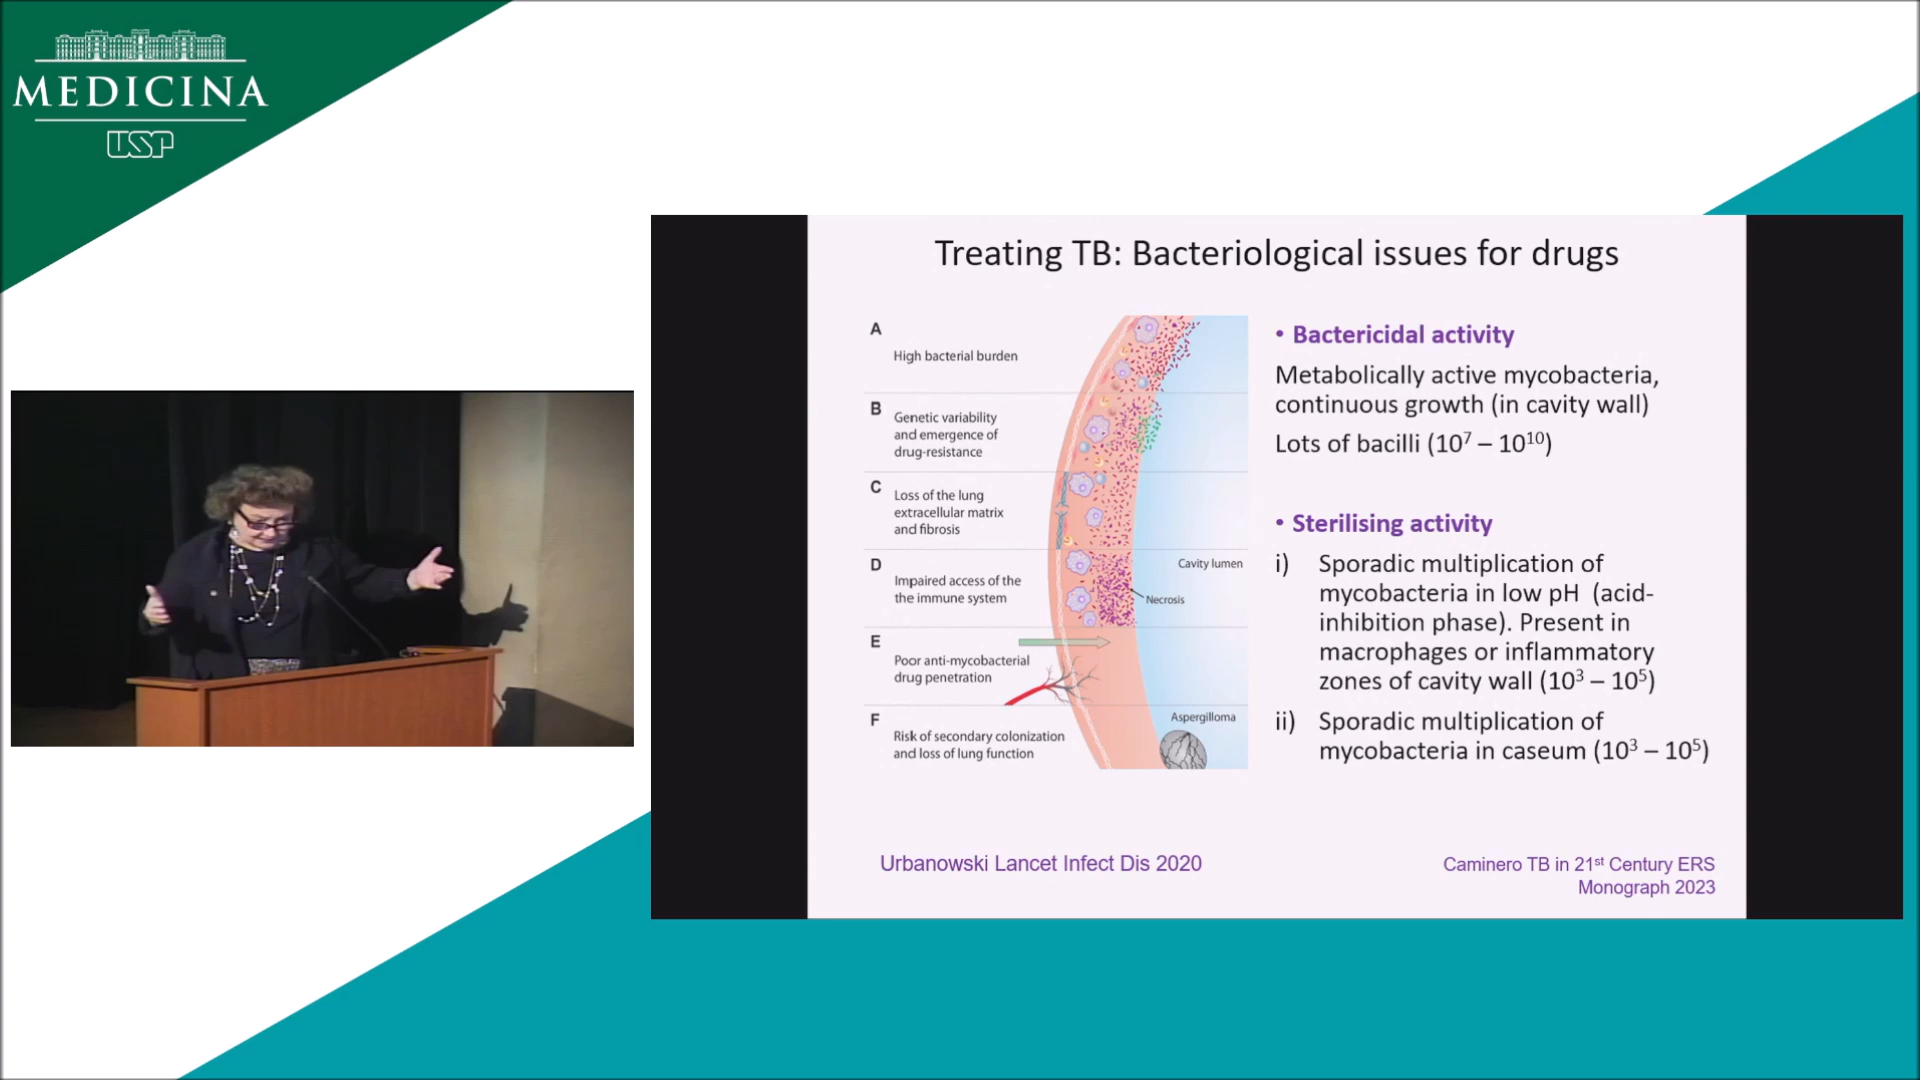 MEDICINA
USP
Treating TB: Bacteriological issues for drugs
A
High bacterial burden
B
Genetic variability
and emergence of
drug-resistance
C
Loss of the lung
extracellular matrix
and fibrosis
D
Impaired access of the
the immune system
Cavity lumen
Necrosis
E
Poor anti-mycobacterial
drug penetration
F
Risk of secondary colonization
and loss of lung function
Aspergilloma
• Bactericidal activity
Metabolically active mycobacteria,
continuous growth (in cavity wall)
Lots of bacilli (10⁷ – 10¹⁰)
• Sterilising activity
i) Sporadic multiplication of
mycobacteria in low pH (acid-
inhibition phase). Present in
macrophages or inflammatory
zones of cavity wall (10³ – 10⁵)
ii) Sporadic multiplication of
mycobacteria in caseum (10³ – 10⁵)
Urbanowski Lancet Infect Dis 2020
Caminero TB in 21st Century ERS
Monograph 2023